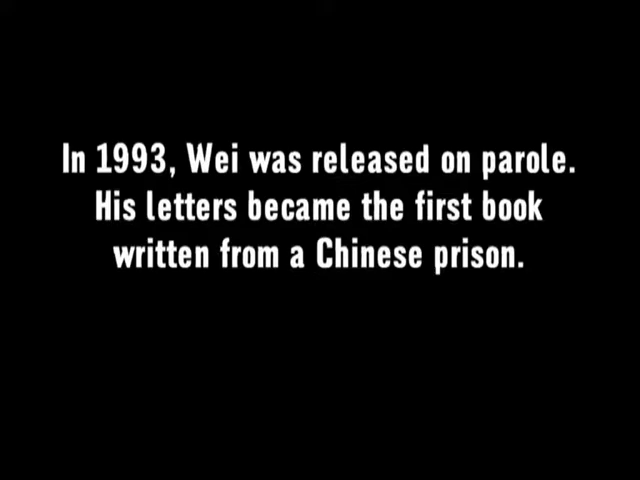 In 1993, Wei was released on parole.
His letters became the first book
written from a Chinese prison.